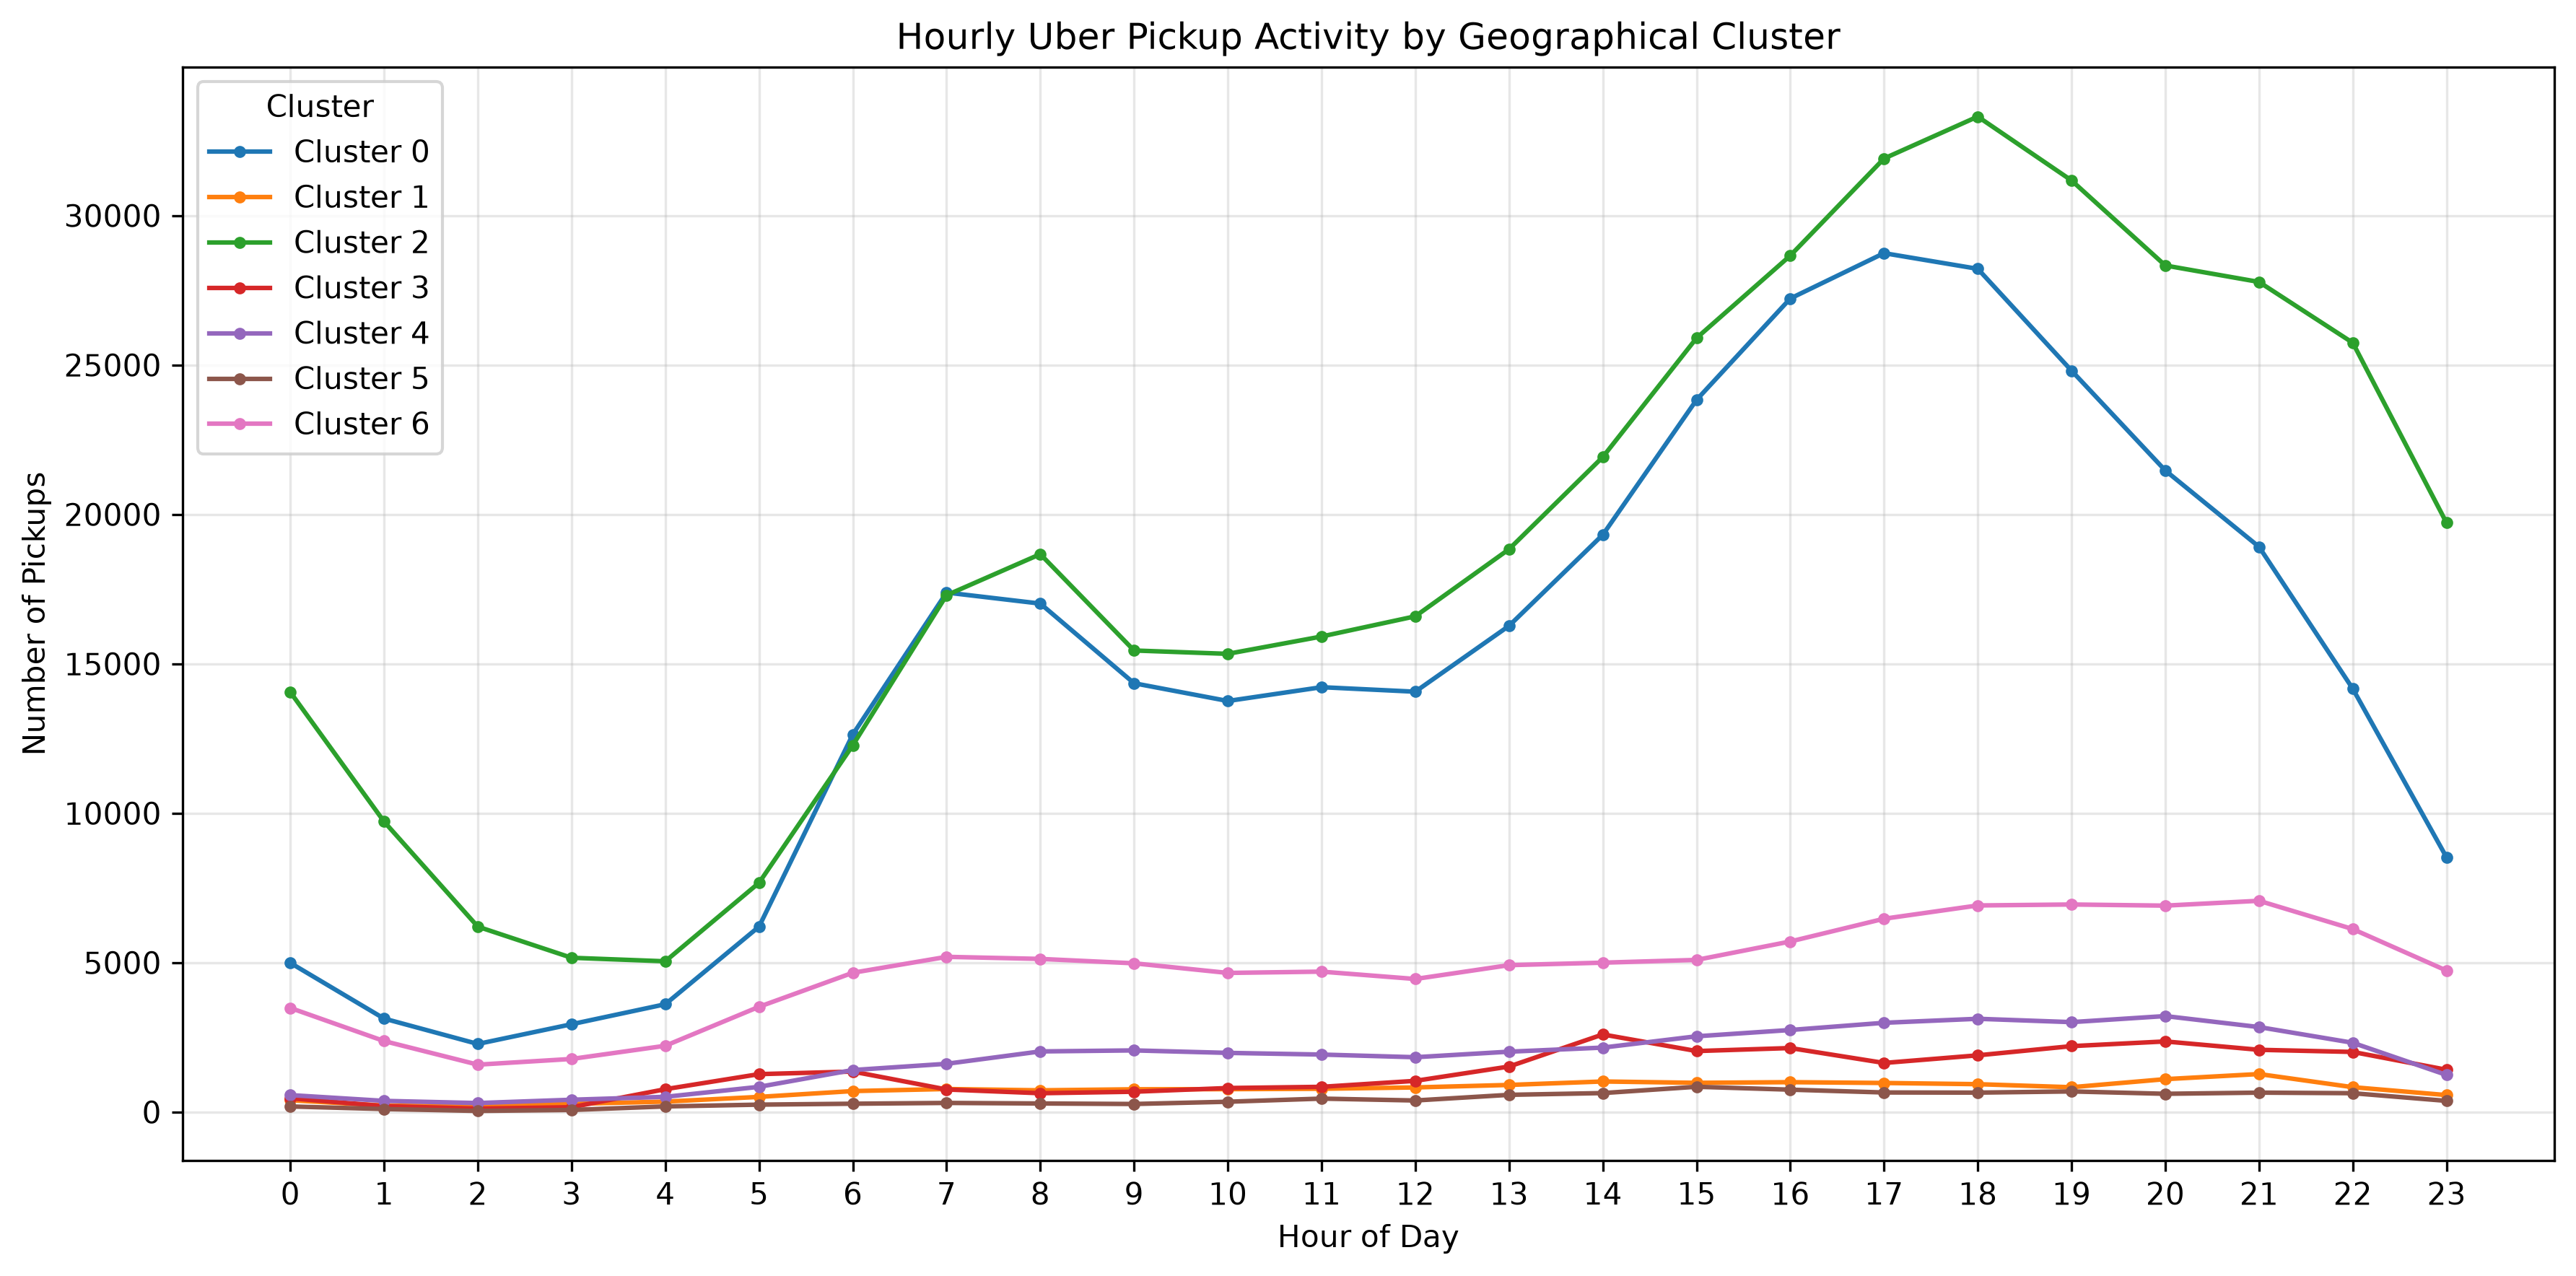 Hourly Uber Pickup Activity by Geographical Cluster
Cluster
Cluster 0
Cluster 1
Cluster 2
Cluster 3
Cluster 4
Cluster 5
Cluster 6
Number of Pickups
30000
25000
20000
15000
10000
5000
0
0 1 2 3 4 5 6 7 8 9 10 11 12 13 14 15 16 17 18 19 20 21 22 23
Hour of Day